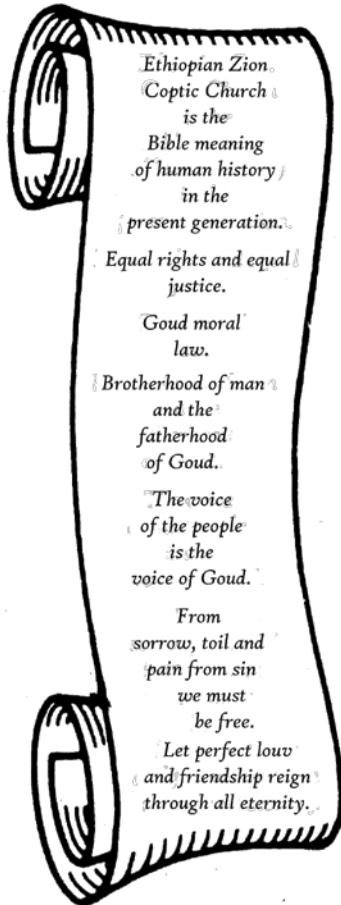 Ethiopian Zion
Coptic Church
is the
Bible meaning
of human history
in the
present generation.
Equal rights and equal
justice.
Goud moral
law.
Brotherhood of man
and the
fatherhood
of Goud.
The voice
of the people
is the
voice of Goud.
From
sorrow, toil and
pain from sin
we must
be free.
Let perfect louv
and friendship reign
through all eternity.